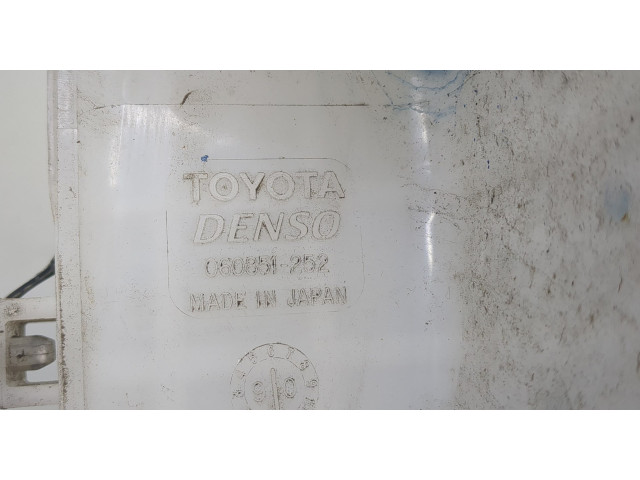 TOYOTA
DENSO
060851-252
MADE IN JAPAN